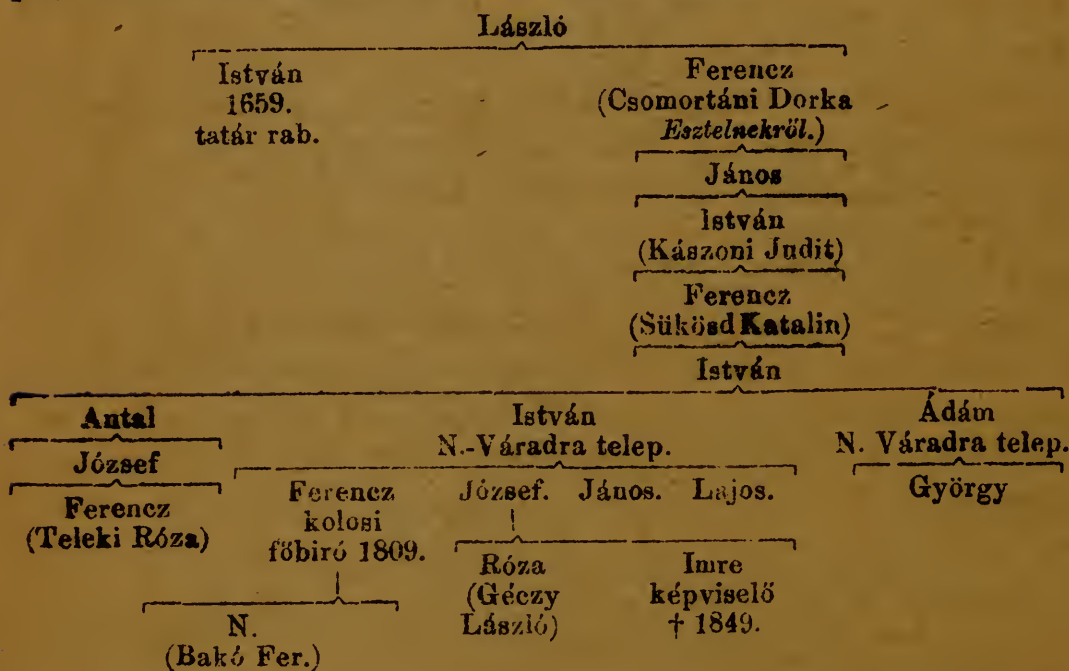 László
István Ferencz
1659. (Csomortáni Dorka
tatár rab. Esztelnekről.)
János
István
(Kászoni Judit)
Ferencz
(Sükösd Katalin)
István
Antal István Ádám
N.-Váradra telep. N. Váradra telep.
József Ferencz József. János. Lajos. György
Ferencz kolosi
(Teleki Róza) főbiró 1809.
Róza Imre
(Géczy képviselő
László) † 1849.
N.
(Bakó Fer.)